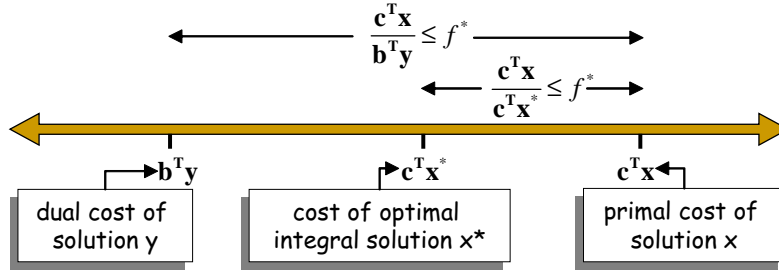 c^T x / b^T y ≤ f*
c^T x / c^T x* ≤ f*
b^T y c^T x* c^T x
dual cost of
solution y
cost of optimal
integral solution x*
primal cost of
solution x